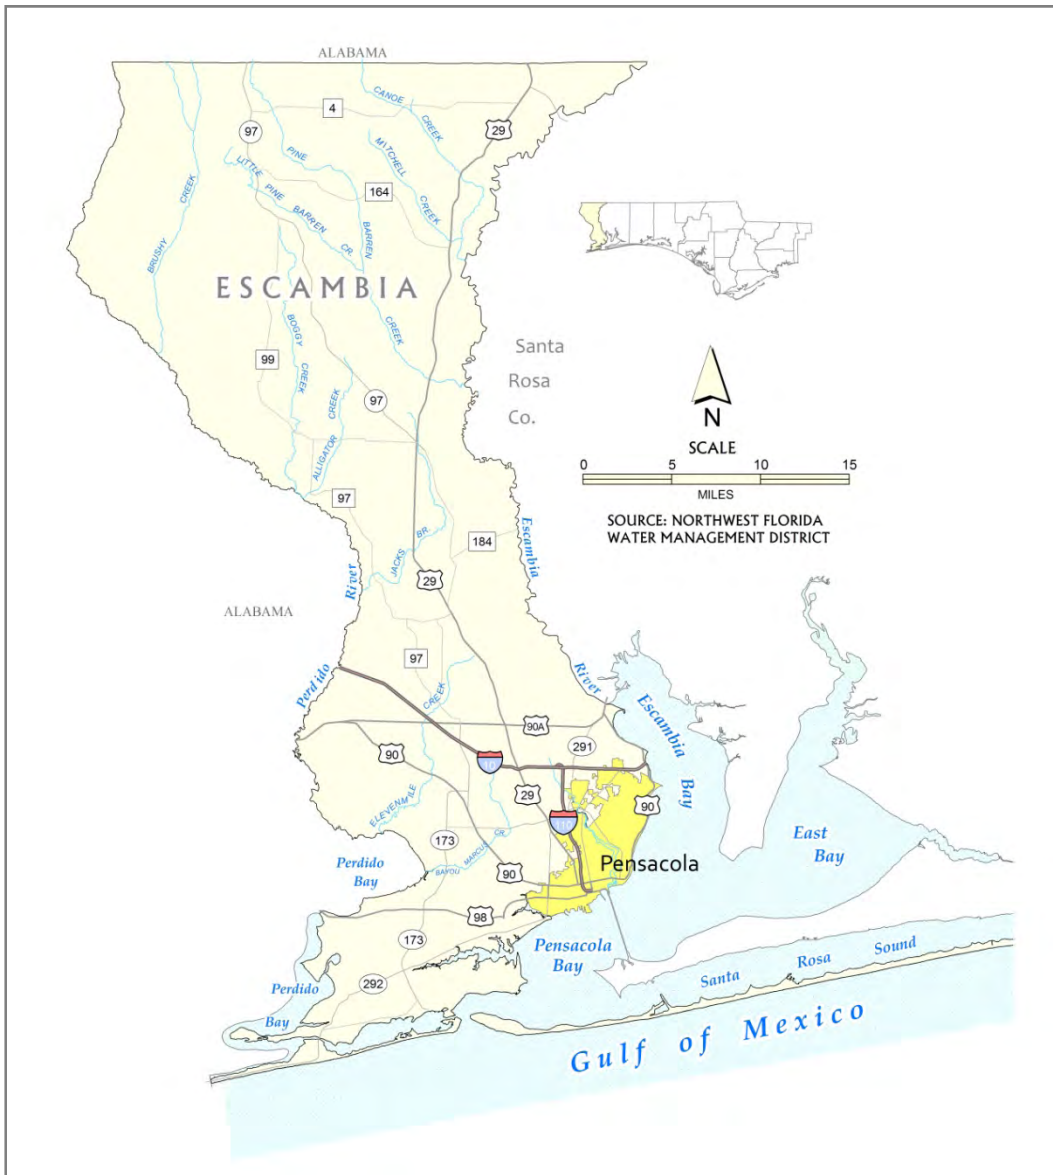 ALABAMA
CANOE CREEK
4
97
29
MITCHELL CREEK
PINE BARREN CREEK
LITTLE PINE BARREN CR.
164
BRUSHY CREEK
ESCAMBIA
BOGGY CREEK
Santa
Rosa
Co.
99
97
ALLIGATOR CREEK
N
SCALE
0 5 10 15
MILES
SOURCE: NORTHWEST FLORIDA
WATER MANAGEMENT DISTRICT
97
JACKS BR.
184
Escambia River
29
Perdido River
ALABAMA
97
CREEK
90A
291
Escambia Bay
90
10
ELEVENMILE
29
110
90
173
BAYOU MARCUS CR.
East
Bay
Perdido
Bay
90
Pensacola
98
173
Pensacola
Bay
Santa Rosa Sound
292
Perdido
Bay
Gulf of Mexico